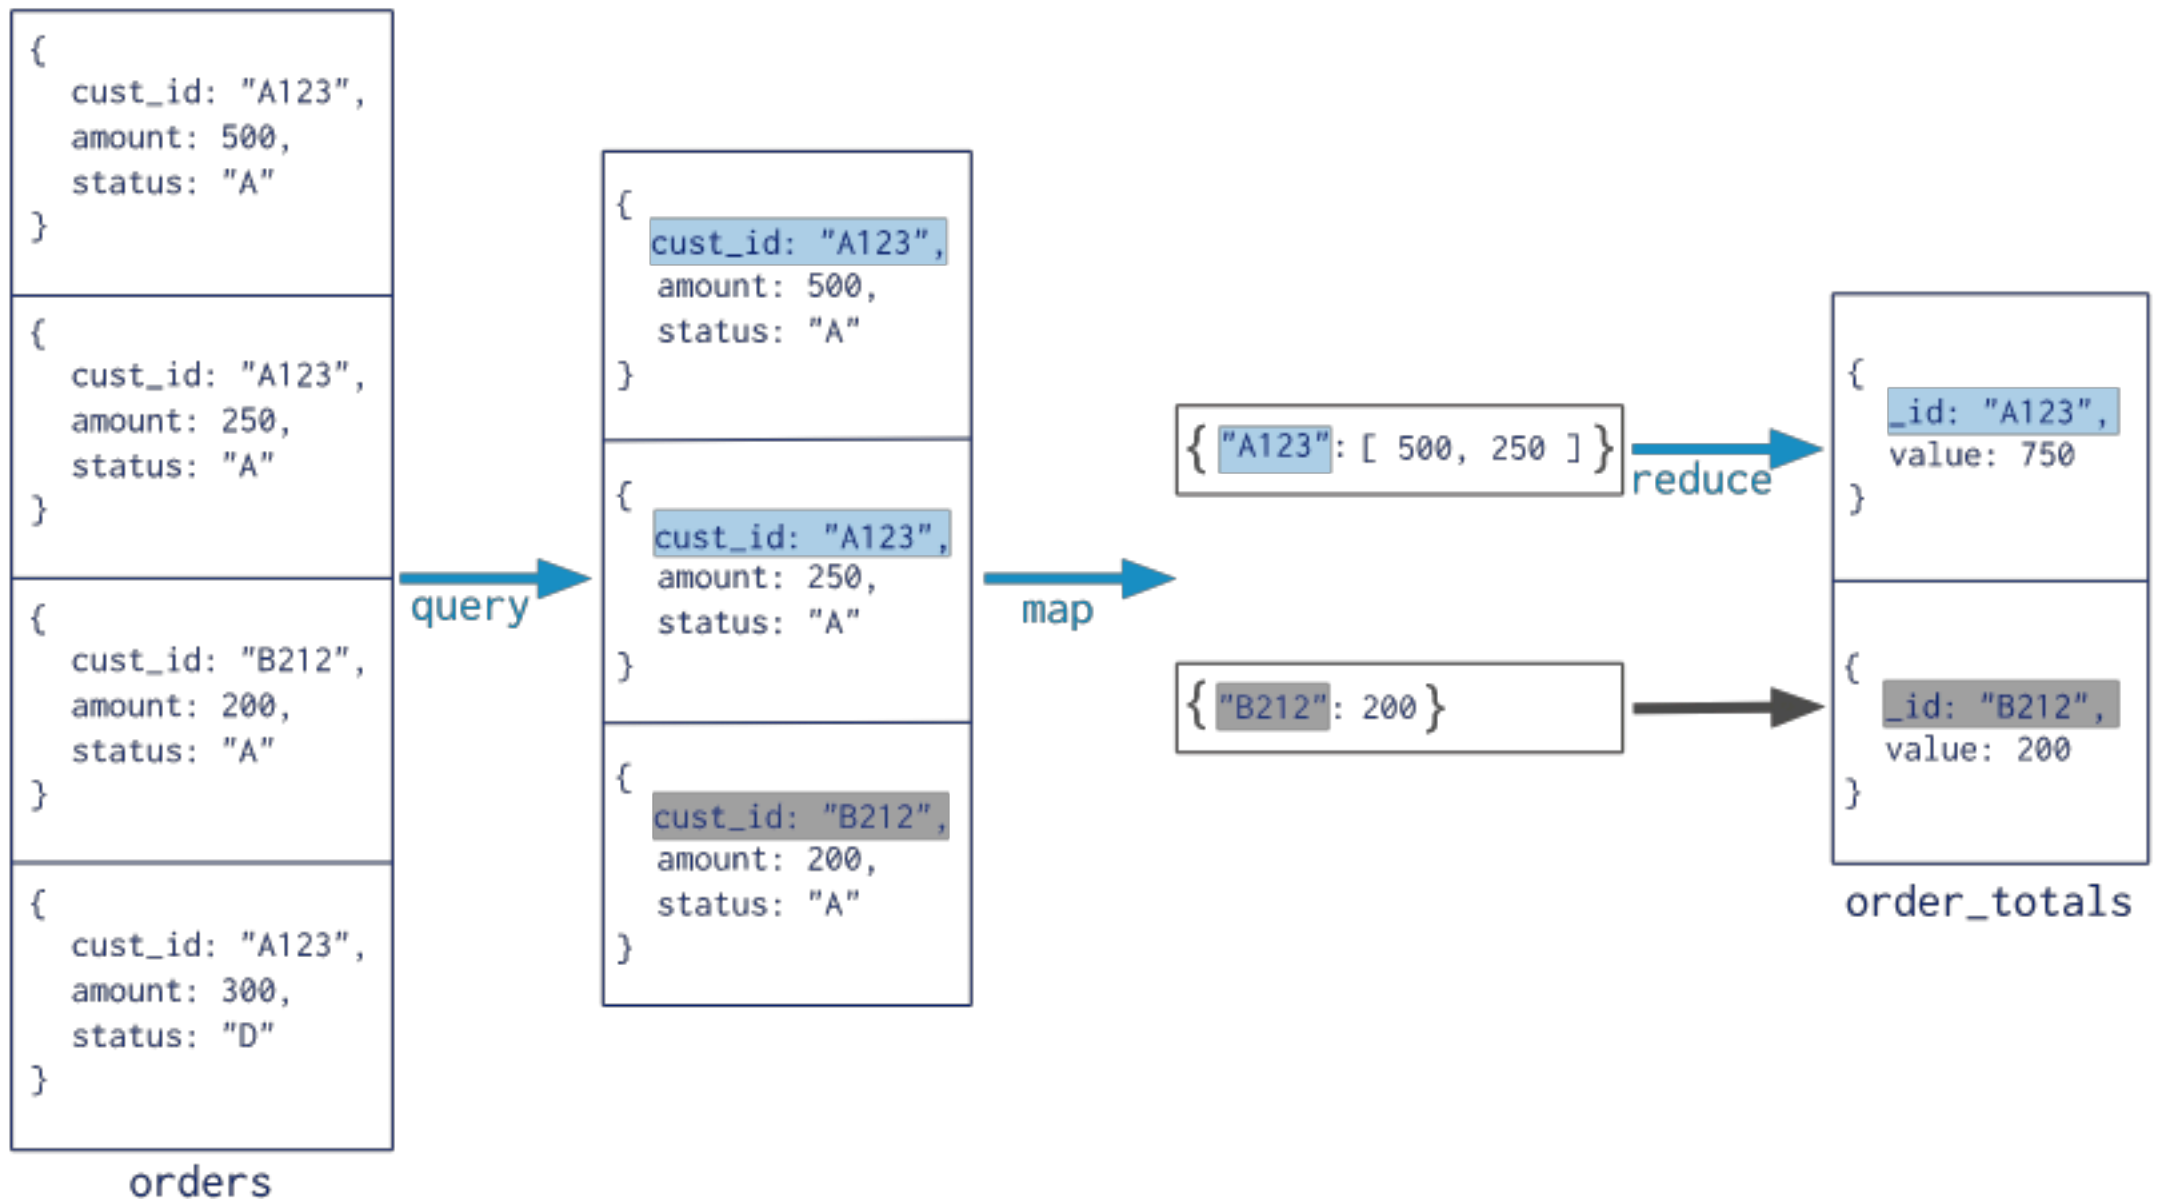 {
cust_id: "A123",
amount: 500,
status: "A"
}
{
cust_id: "A123",
amount: 250,
status: "A"
}
{
cust_id: "B212",
amount: 200,
status: "A"
}
{
cust_id: "A123",
amount: 300,
status: "D"
}
orders
query
{
cust_id: "A123",
amount: 500,
status: "A"
}
{
cust_id: "A123",
amount: 250,
status: "A"
}
{
cust_id: "B212",
amount: 200,
status: "A"
}
map
{ "A123": [ 500, 250 ] }
reduce
{ "B212": 200 }
{
_id: "A123",
value: 750
}
{
_id: "B212",
value: 200
}
order_totals